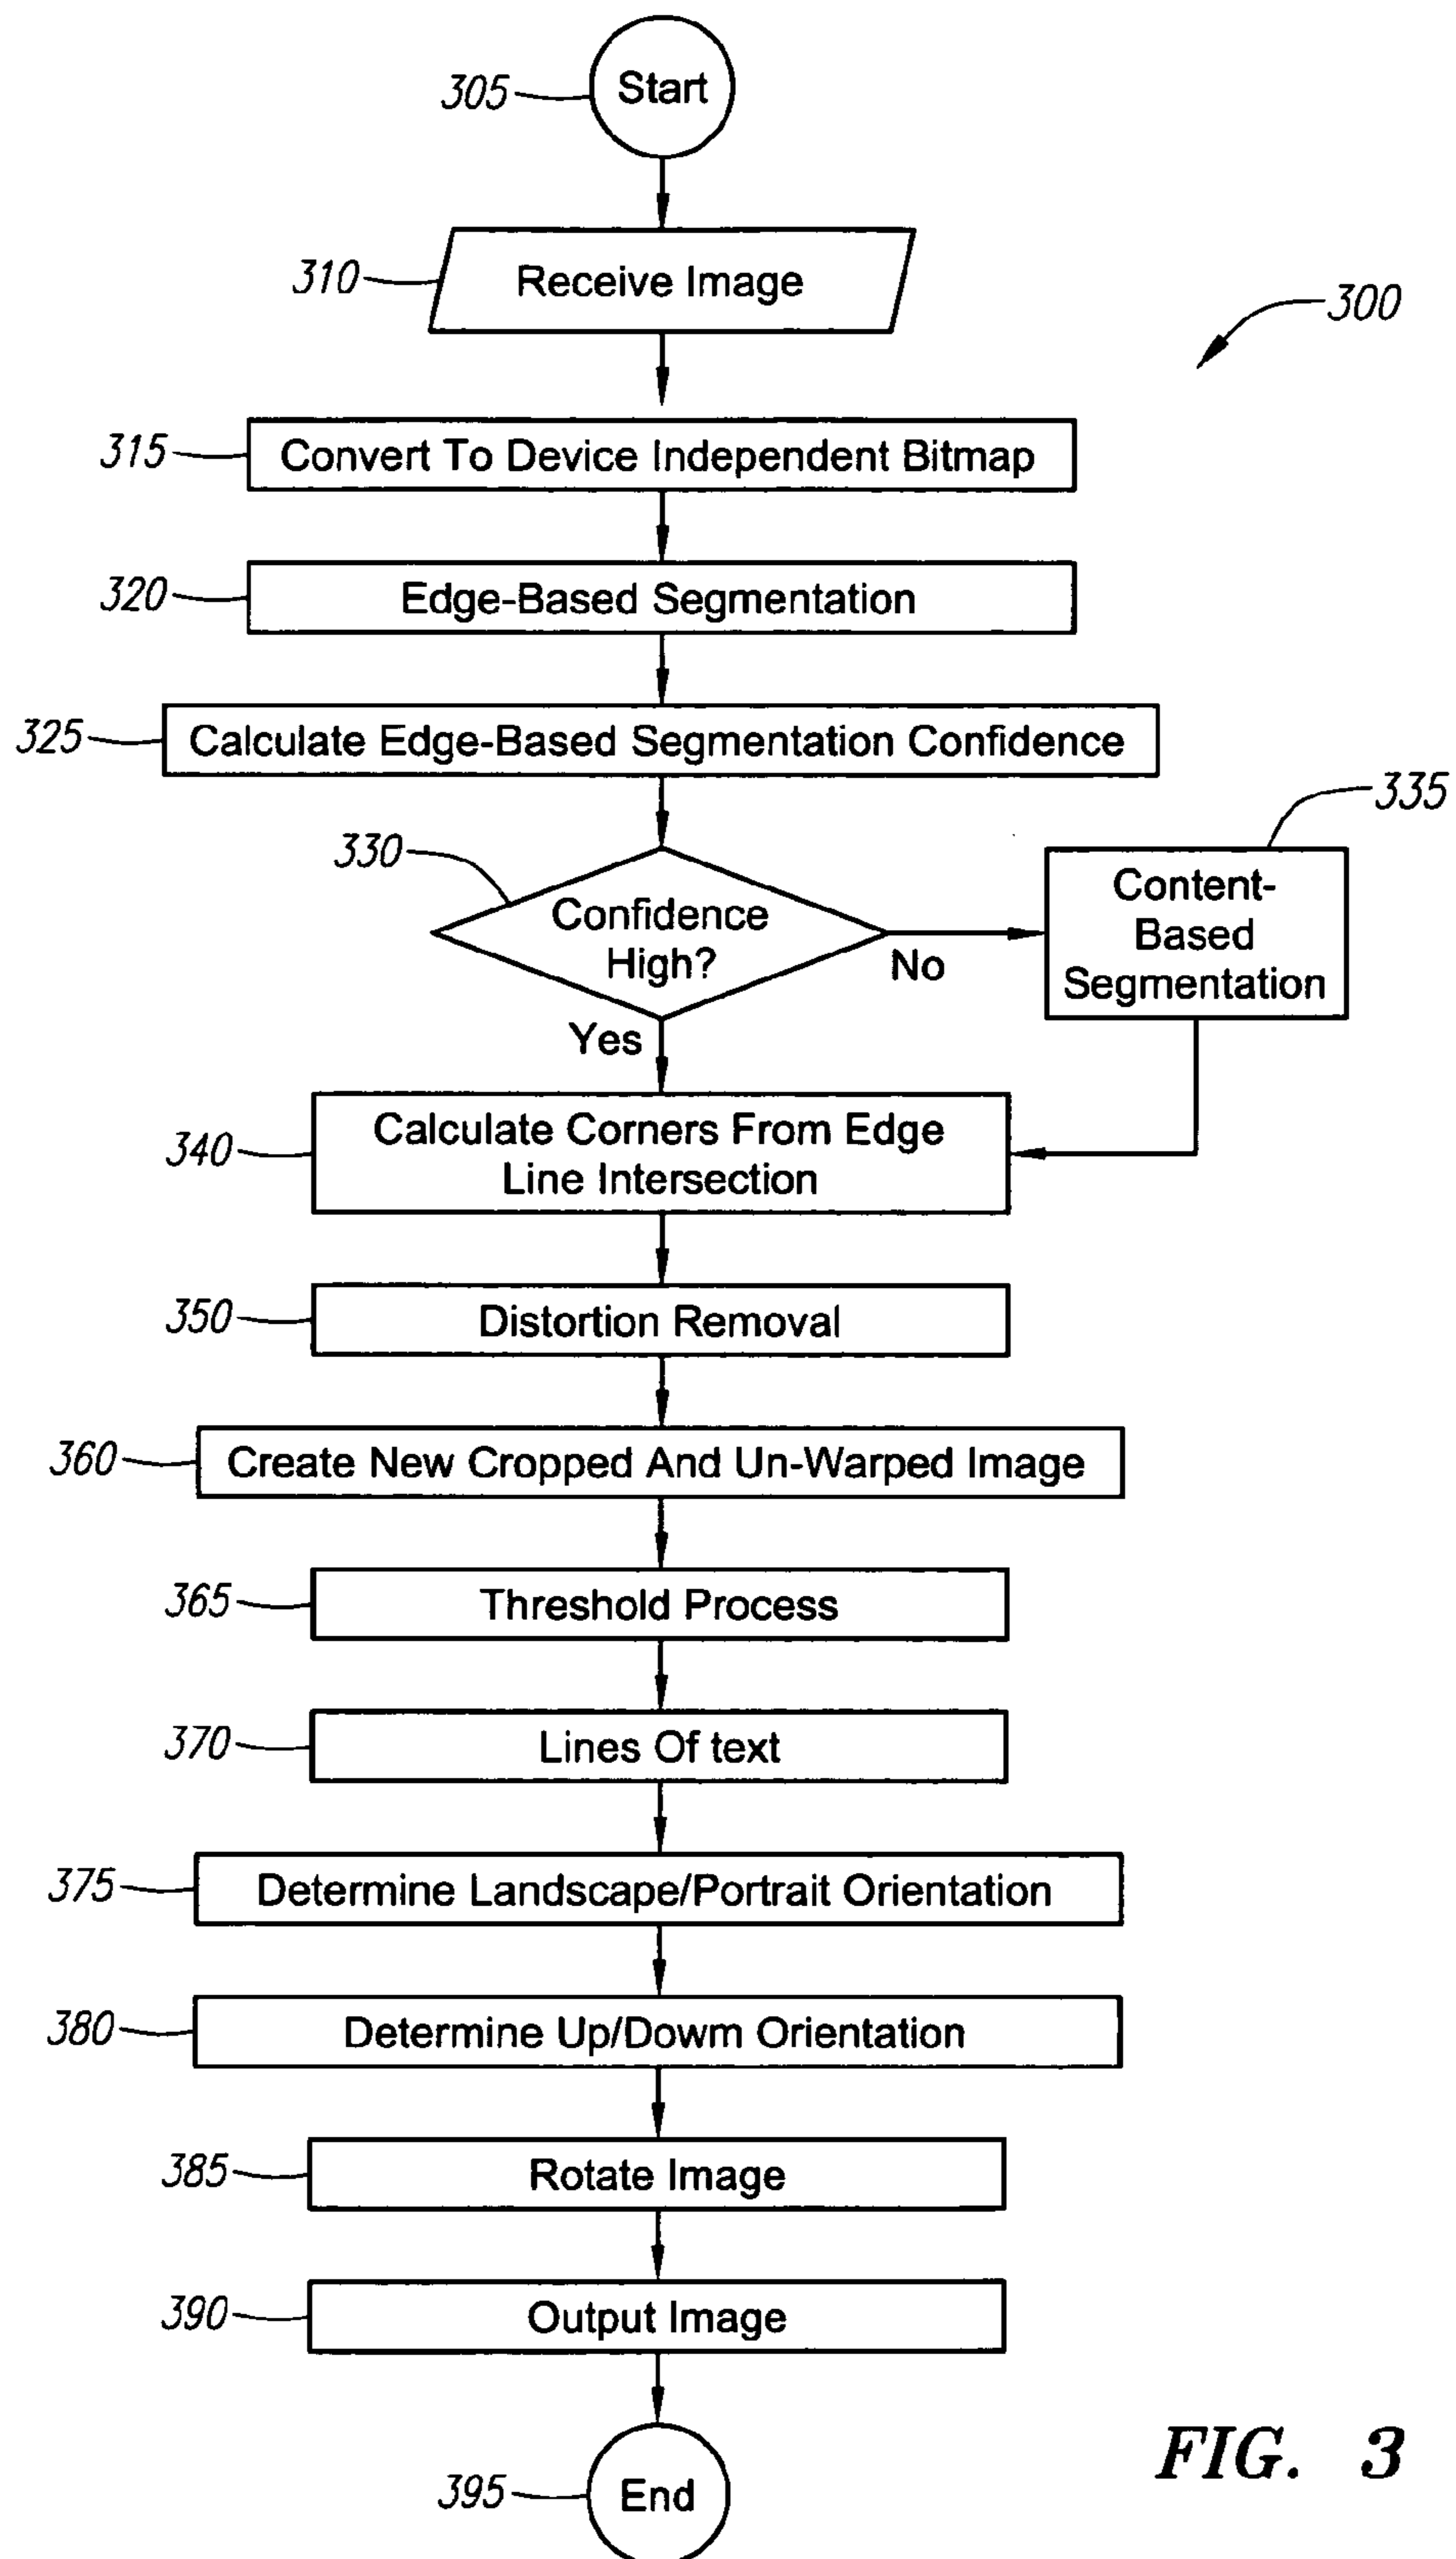 305
Start
310
Receive Image
300
315
Convert To Device Independent Bitmap
320
Edge-Based Segmentation
325
Calculate Edge-Based Segmentation Confidence
335
330
Confidence
High?
No
Content-
Based
Segmentation
Yes
340
Calculate Corners From Edge
Line Intersection
350
Distortion Removal
360
Create New Cropped And Un-Warped Image
365
Threshold Process
370
Lines Of text
375
Determine Landscape/Portrait Orientation
380
Determine Up/Dowm Orientation
385
Rotate Image
390
Output Image
395
End
FIG. 3